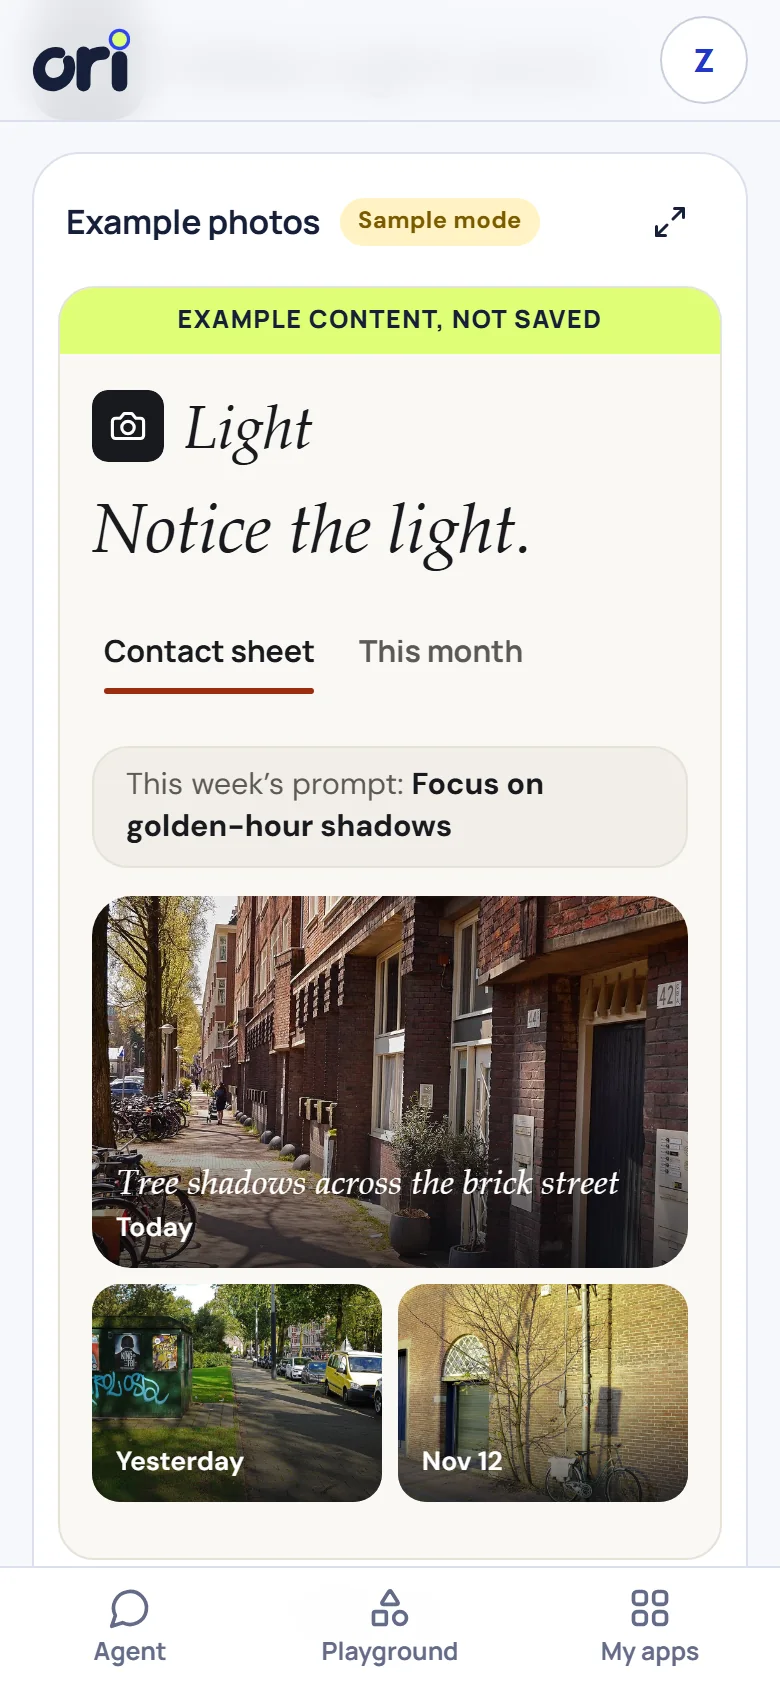 ori
Z
Example photos
Sample mode
EXAMPLE CONTENT, NOT SAVED
Light
Notice the light.
Contact sheet
This month
This week’s prompt: Focus on
golden-hour shadows
42
Tree shadows across the brick street
Today
Yesterday
Nov 12
Agent
Playground
My apps